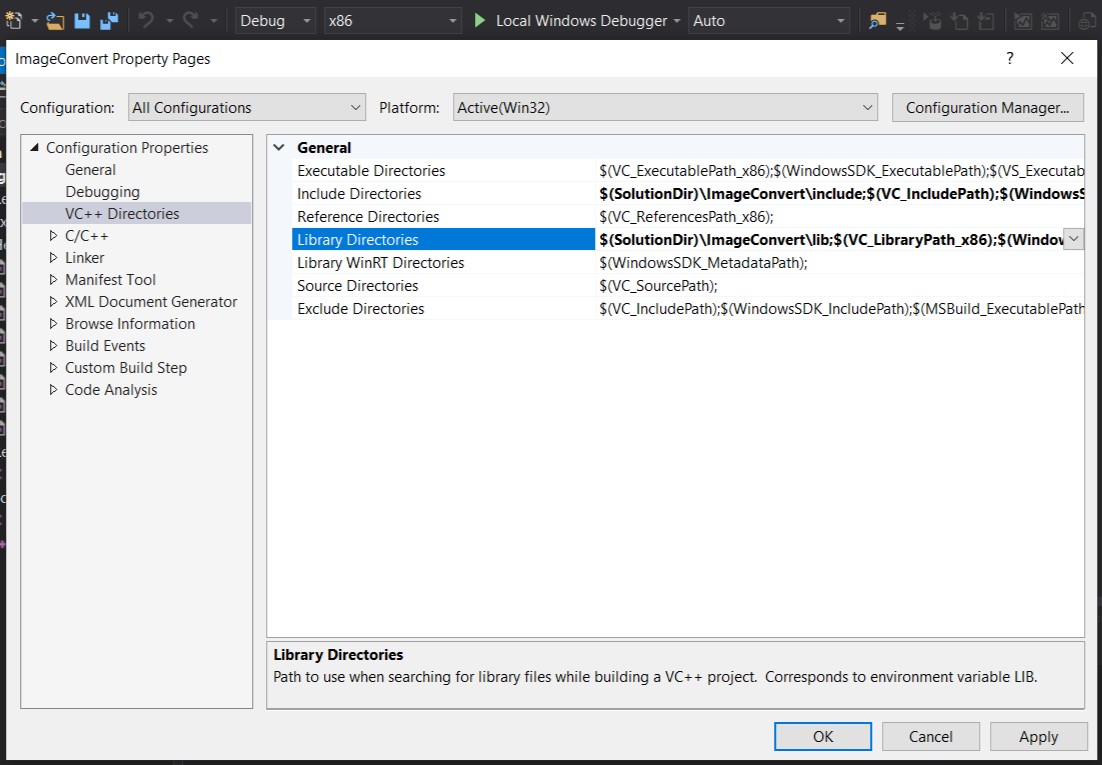 Debug x86 Local Windows Debugger Auto
ImageConvert Property Pages ?
Configuration: All Configurations Platform: Active(Win32) Configuration Manager...
Configuration Properties
General
Debugging
VC++ Directories
C/C++
Linker
Manifest Tool
XML Document Generator
Browse Information
Build Events
Custom Build Step
Code Analysis
General
Executable Directories $(VC_ExecutablePath_x86);$(WindowsSDK_ExecutablePath);$(VS_Executab
Include Directories $(SolutionDir)\ImageConvert\include;$(VC_IncludePath);$(WindowsS
Reference Directories $(VC_ReferencesPath_x86);
Library Directories $(SolutionDir)\ImageConvert\lib;$(VC_LibraryPath_x86);$(Window
Library WinRT Directories $(WindowsSDK_MetadataPath);
Source Directories $(VC_SourcePath);
Exclude Directories $(VC_IncludePath);$(WindowsSDK_IncludePath);$(MSBuild_ExecutablePath
Library Directories
Path to use when searching for library files while building a VC++ project. Corresponds to environment variable LIB.
OK Cancel Apply